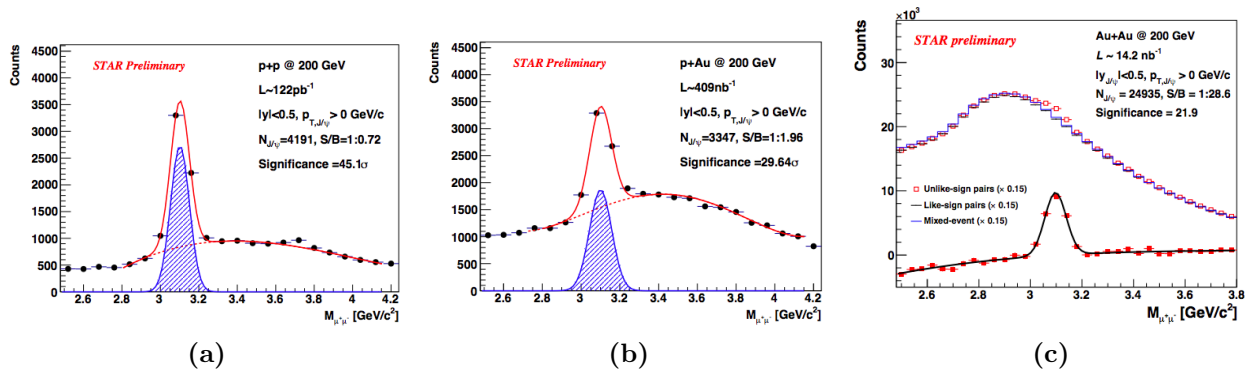 Counts
4500
4000
3500
3000
2500
2000
1500
1000
500
0
STAR Preliminary
p+p @ 200 GeV
L~122pb⁻¹
|y|<0.5, p_T,J/ψ > 0 GeV/c
N_J/ψ=4191, S/B=1:0.72
Significance =45.1σ
2.6 2.8 3 3.2 3.4 3.6 3.8 4 4.2
M_μ⁺μ⁻ [GeV/c²]
(a)
Counts
4500
4000
3500
3000
2500
2000
1500
1000
500
0
STAR Preliminary
p+Au @ 200 GeV
L~409nb⁻¹
|y|<0.5, p_T,J/ψ > 0 GeV/c
N_J/ψ=3347, S/B=1:1.96
Significance =29.64σ
2.6 2.8 3 3.2 3.4 3.6 3.8 4 4.2
M_μ⁺μ⁻ [GeV/c²]
(b)
×10³
Counts
30
20
10
0
STAR preliminary
Au+Au @ 200 GeV
L ~ 14.2 nb⁻¹
|y_J/ψ|<0.5, p_T,J/ψ > 0 GeV/c
N_J/ψ = 24935, S/B = 1:28.6
Significance = 21.9
Unlike-sign pairs (× 0.15)
Like-sign pairs (× 0.15)
Mixed-event (× 0.15)
2.6 2.8 3.0 3.2 3.4 3.6 3.8
M_μ⁺μ⁻ [GeV/c²]
(c)